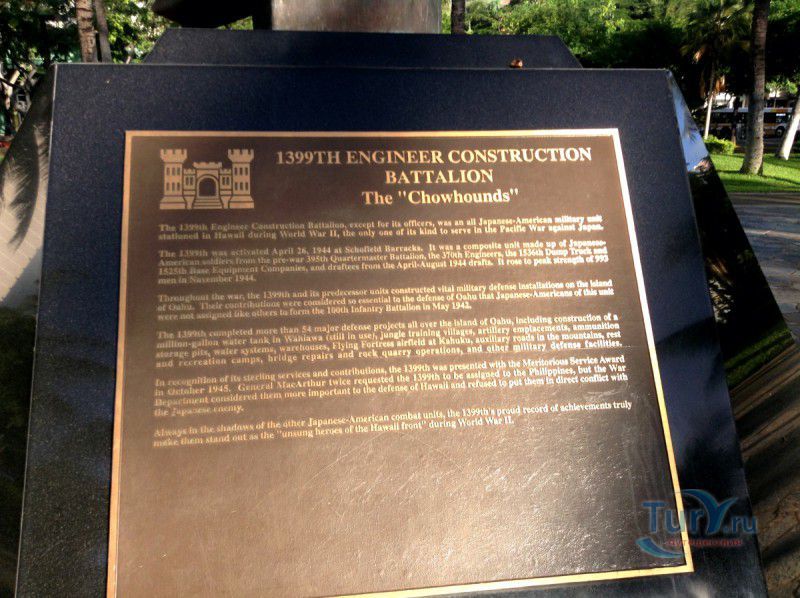 1399TH ENGINEER CONSTRUCTION
BATTALION
The "Chowhounds"
The 1399th Engineer Construction Battalion, except for its officers, was an all Japanese-American military unit
stationed in Hawaii during World War II, the only one of its kind to serve in the Pacific War against Japan.
The 1399th was activated April 26, 1944 at Schofield Barracks. It was a composite unit made up of Japanese-
American soldiers from the pre-war 395th Quartermaster Battalion, the 370th Engineers, the 1536th Dump Truck and
1525th Base Equipment Companies, and draftees from the April-August 1944 drafts. It rose to peak strength of 993
men in November 1944.
Throughout the war, the 1399th and its predecessor units constructed vital military defense installations on the island
of Oahu. Their contributions were considered so essential to the defense of Oahu that Japanese-Americans of this unit
were not assigned like others to form the 100th Infantry Battalion in May 1942.
The 1399th completed more than 54 major defense projects all over the island of Oahu, including construction of a
million-gallon water tank in Wahiawa (still in use), jungle training villages, artillery emplacements, ammunition
storage pits, water systems, warehouses, Flying Fortress airfield at Kahuku, auxiliary roads in the mountains, rest
and recreation camps, bridge repairs and rock quarry operations, and other military defense facilities.
In recognition of its sterling services and contributions, the 1399th was presented with the Meritorious Service Award
in October 1945. General MacArthur twice requested the 1399th to be assigned to the Philippines, but the War
Department considered them more important to the defense of Hawaii and refused to put them in direct conflict with
the Japanese enemy.
Always in the shadows of the other Japanese-American combat units, the 1399th's proud record of achievements truly
make them stand out as the "unsung heroes of the Hawaii front" during World War II.
Tury.ru